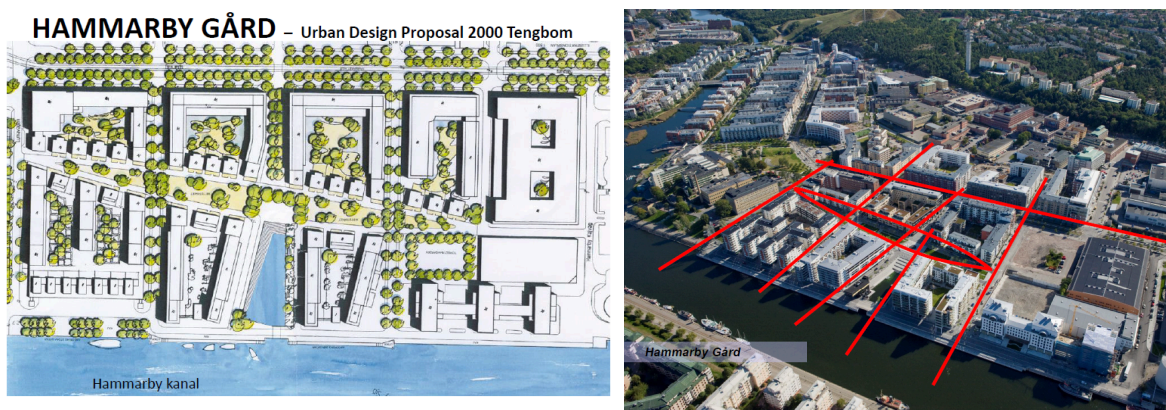 HAMMARBY GÅRD – Urban Design Proposal 2000 Tengbom
Hammarby kanal
Hammarby Gård